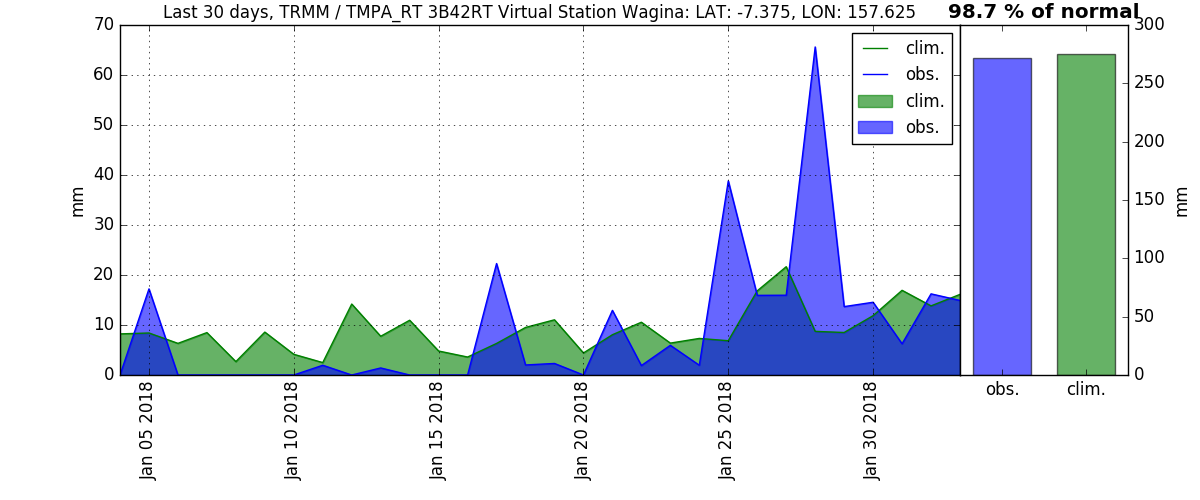 Last 30 days, TRMM / TMPA_RT 3B42RT Virtual Station Wagina: LAT: -7.375, LON: 157.625
98.7 % of normal
70
60
50
40
30
20
10
0
mm
clim.
obs.
clim.
obs.
Jan 05 2018
Jan 10 2018
Jan 15 2018
Jan 20 2018
Jan 25 2018
Jan 30 2018
300
250
200
150
100
50
0
mm
obs.
clim.